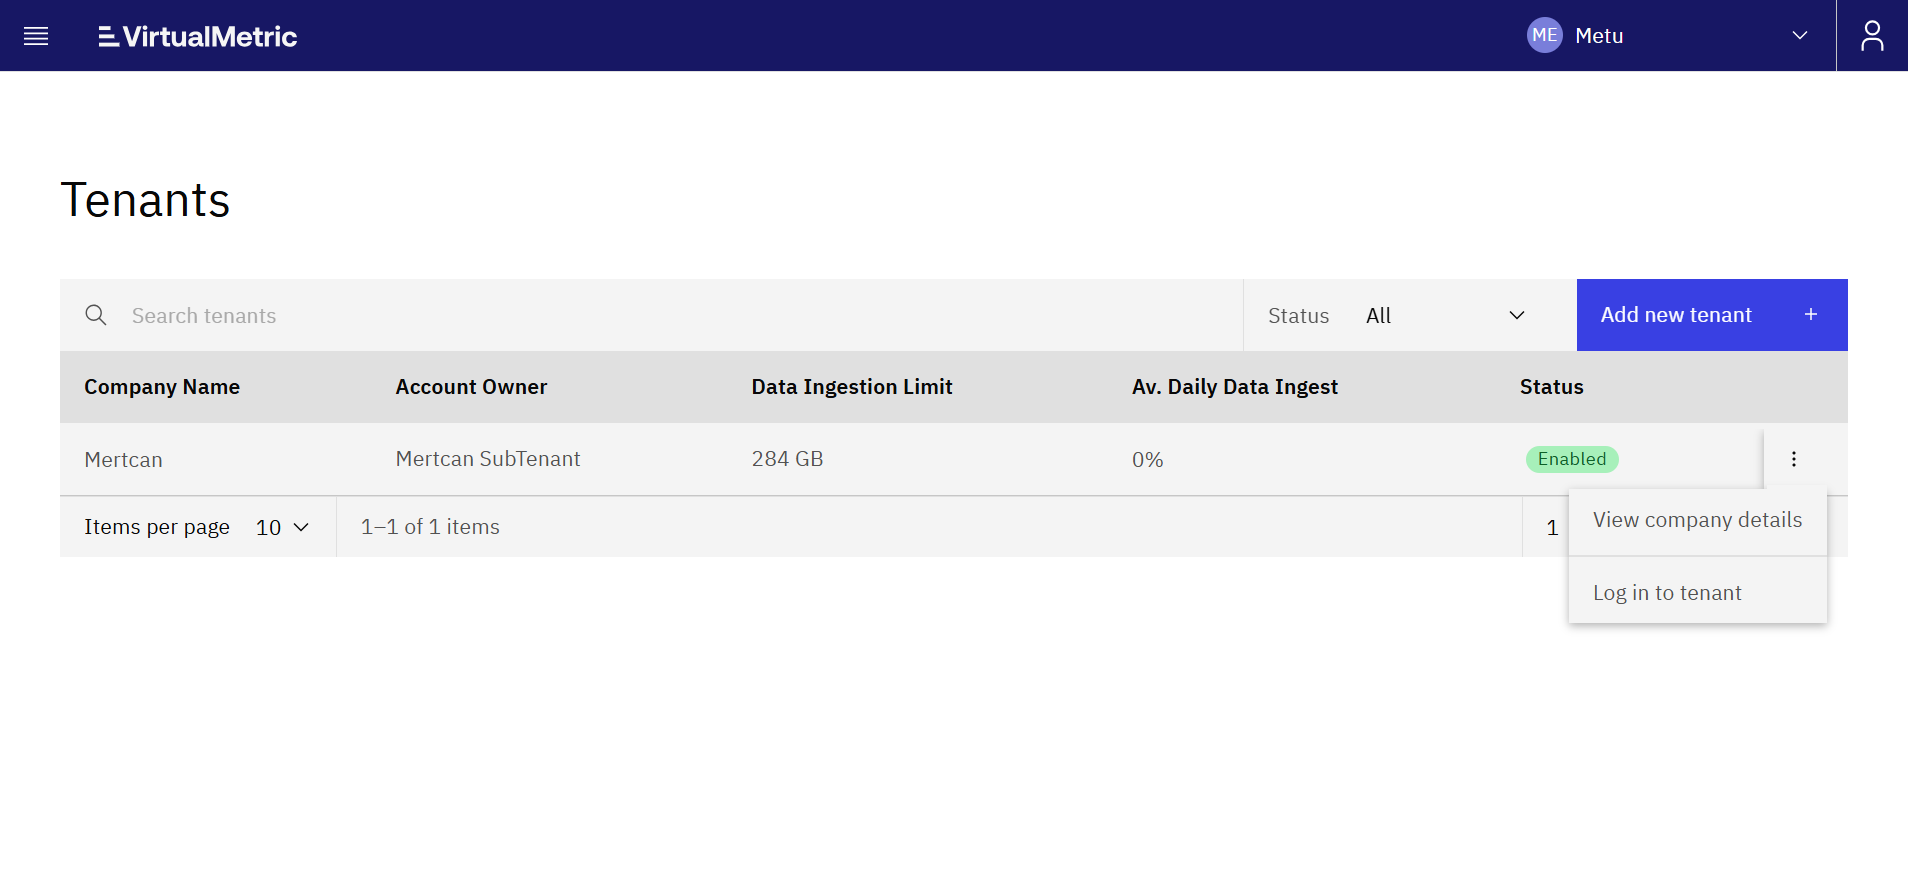 VirtualMetric
ME Metu
Tenants
Search tenants
Status All
Add new tenant +
Company Name Account Owner Data Ingestion Limit Av. Daily Data Ingest Status
Mertcan Mertcan SubTenant 284 GB 0% Enabled
Items per page 10 1–1 of 1 items 1
View company details
Log in to tenant